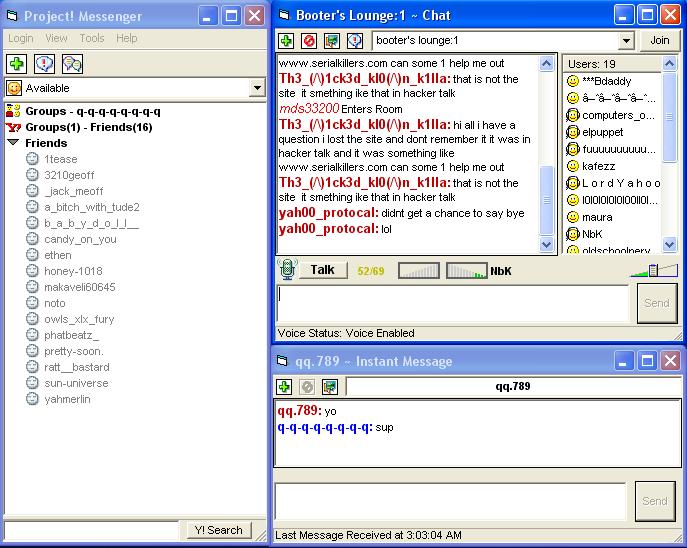 Project! Messenger
Login View Tools Help
Available
Groups - q-q-q-q-q-q-q-q
Groups(1) - Friends(16)
Friends
1tease
3210geoff
_jack_meoff
a_bitch_with_tude2
b_a_b_y_d_o_l_l__
candy_on_you
ethen
honey-1018
makaveli60645
noto
owls_xlx_fury
phatbeatz_
pretty-soon.
ratt__bastard
sun-universe
yahmerlin
Y! Search
Booter's Lounge:1 ~ Chat
booter's lounge:1
Join
www.serialkillers.com some 1 help me out
Th3_(/\)1ck3d_kl0(/\)n_k1lla: that is not the
site it smething ike that in hacker talk
mds33200 Enters Room
Th3_(/\)1ck3d_kl0(/\)n_k1lla: hi all i have a
question i lost the site and dont remember it it was in
hacker talk and it was something like
www.serialkillers.com some 1 help me out
Th3_(/\)1ck3d_kl0(/\)n_k1lla: that is not the
site it smething ike that in hacker talk
yah00_protocal: didnt get a chance to say bye
yah00_protocal: lol
Users: 19
***Bdaddy
computers_o...
elpuppet
kafezz
L o r d Y a h o o
maura
NbK
oldschoolnery
Talk 52/69 NbK
Send
Voice Status: Voice Enabled
qq.789 ~ Instant Message
qq.789
qq.789: yo
q-q-q-q-q-q-q-q: sup
Send
Last Message Received at 3:03:04 AM